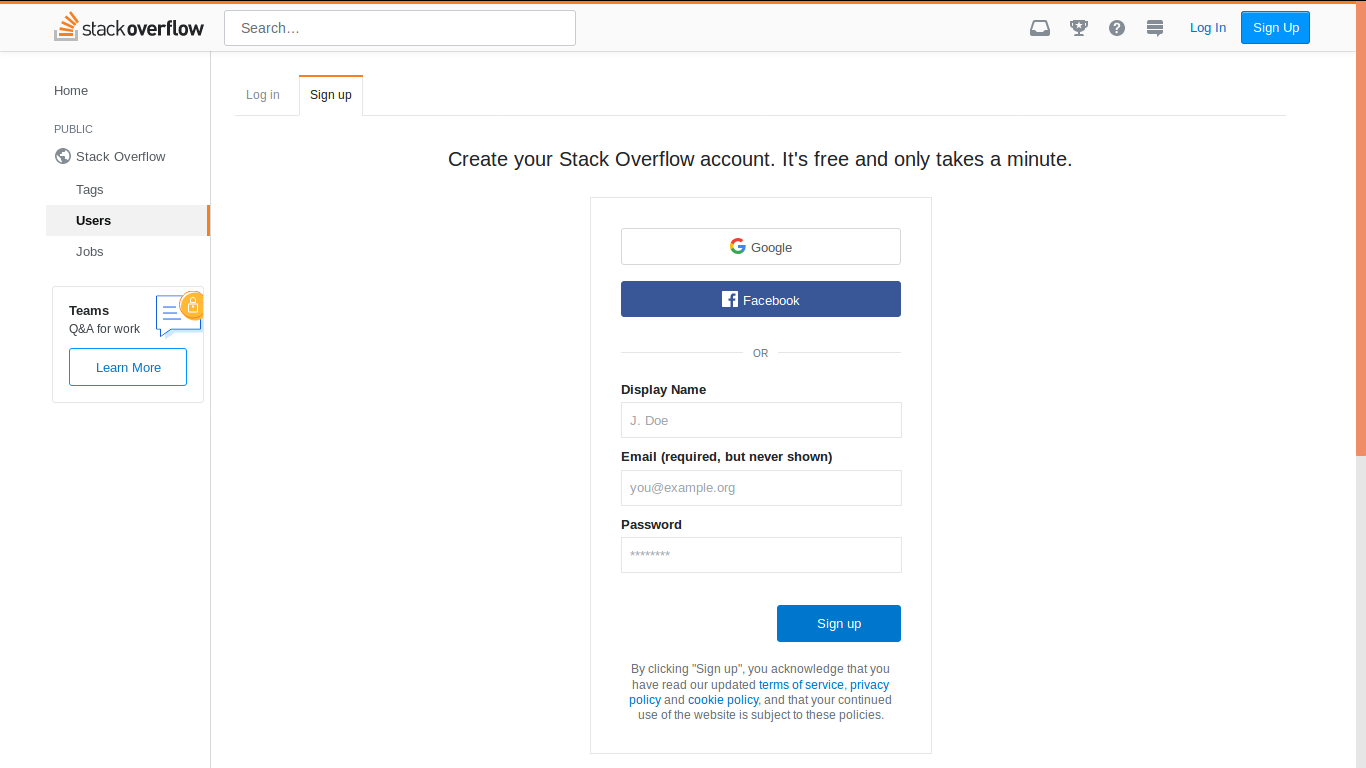 stackoverflow
Search…
Log In
Sign Up
Home
PUBLIC
Stack Overflow
Tags
Users
Jobs
Teams
Q&A for work
Learn More
Log in
Sign up
Create your Stack Overflow account. It's free and only takes a minute.
Google
Facebook
OR
Display Name
J. Doe
Email (required, but never shown)
you@example.org
Password
********
Sign up
By clicking "Sign up", you acknowledge that you
have read our updated terms of service, privacy
policy and cookie policy, and that your continued
use of the website is subject to these policies.